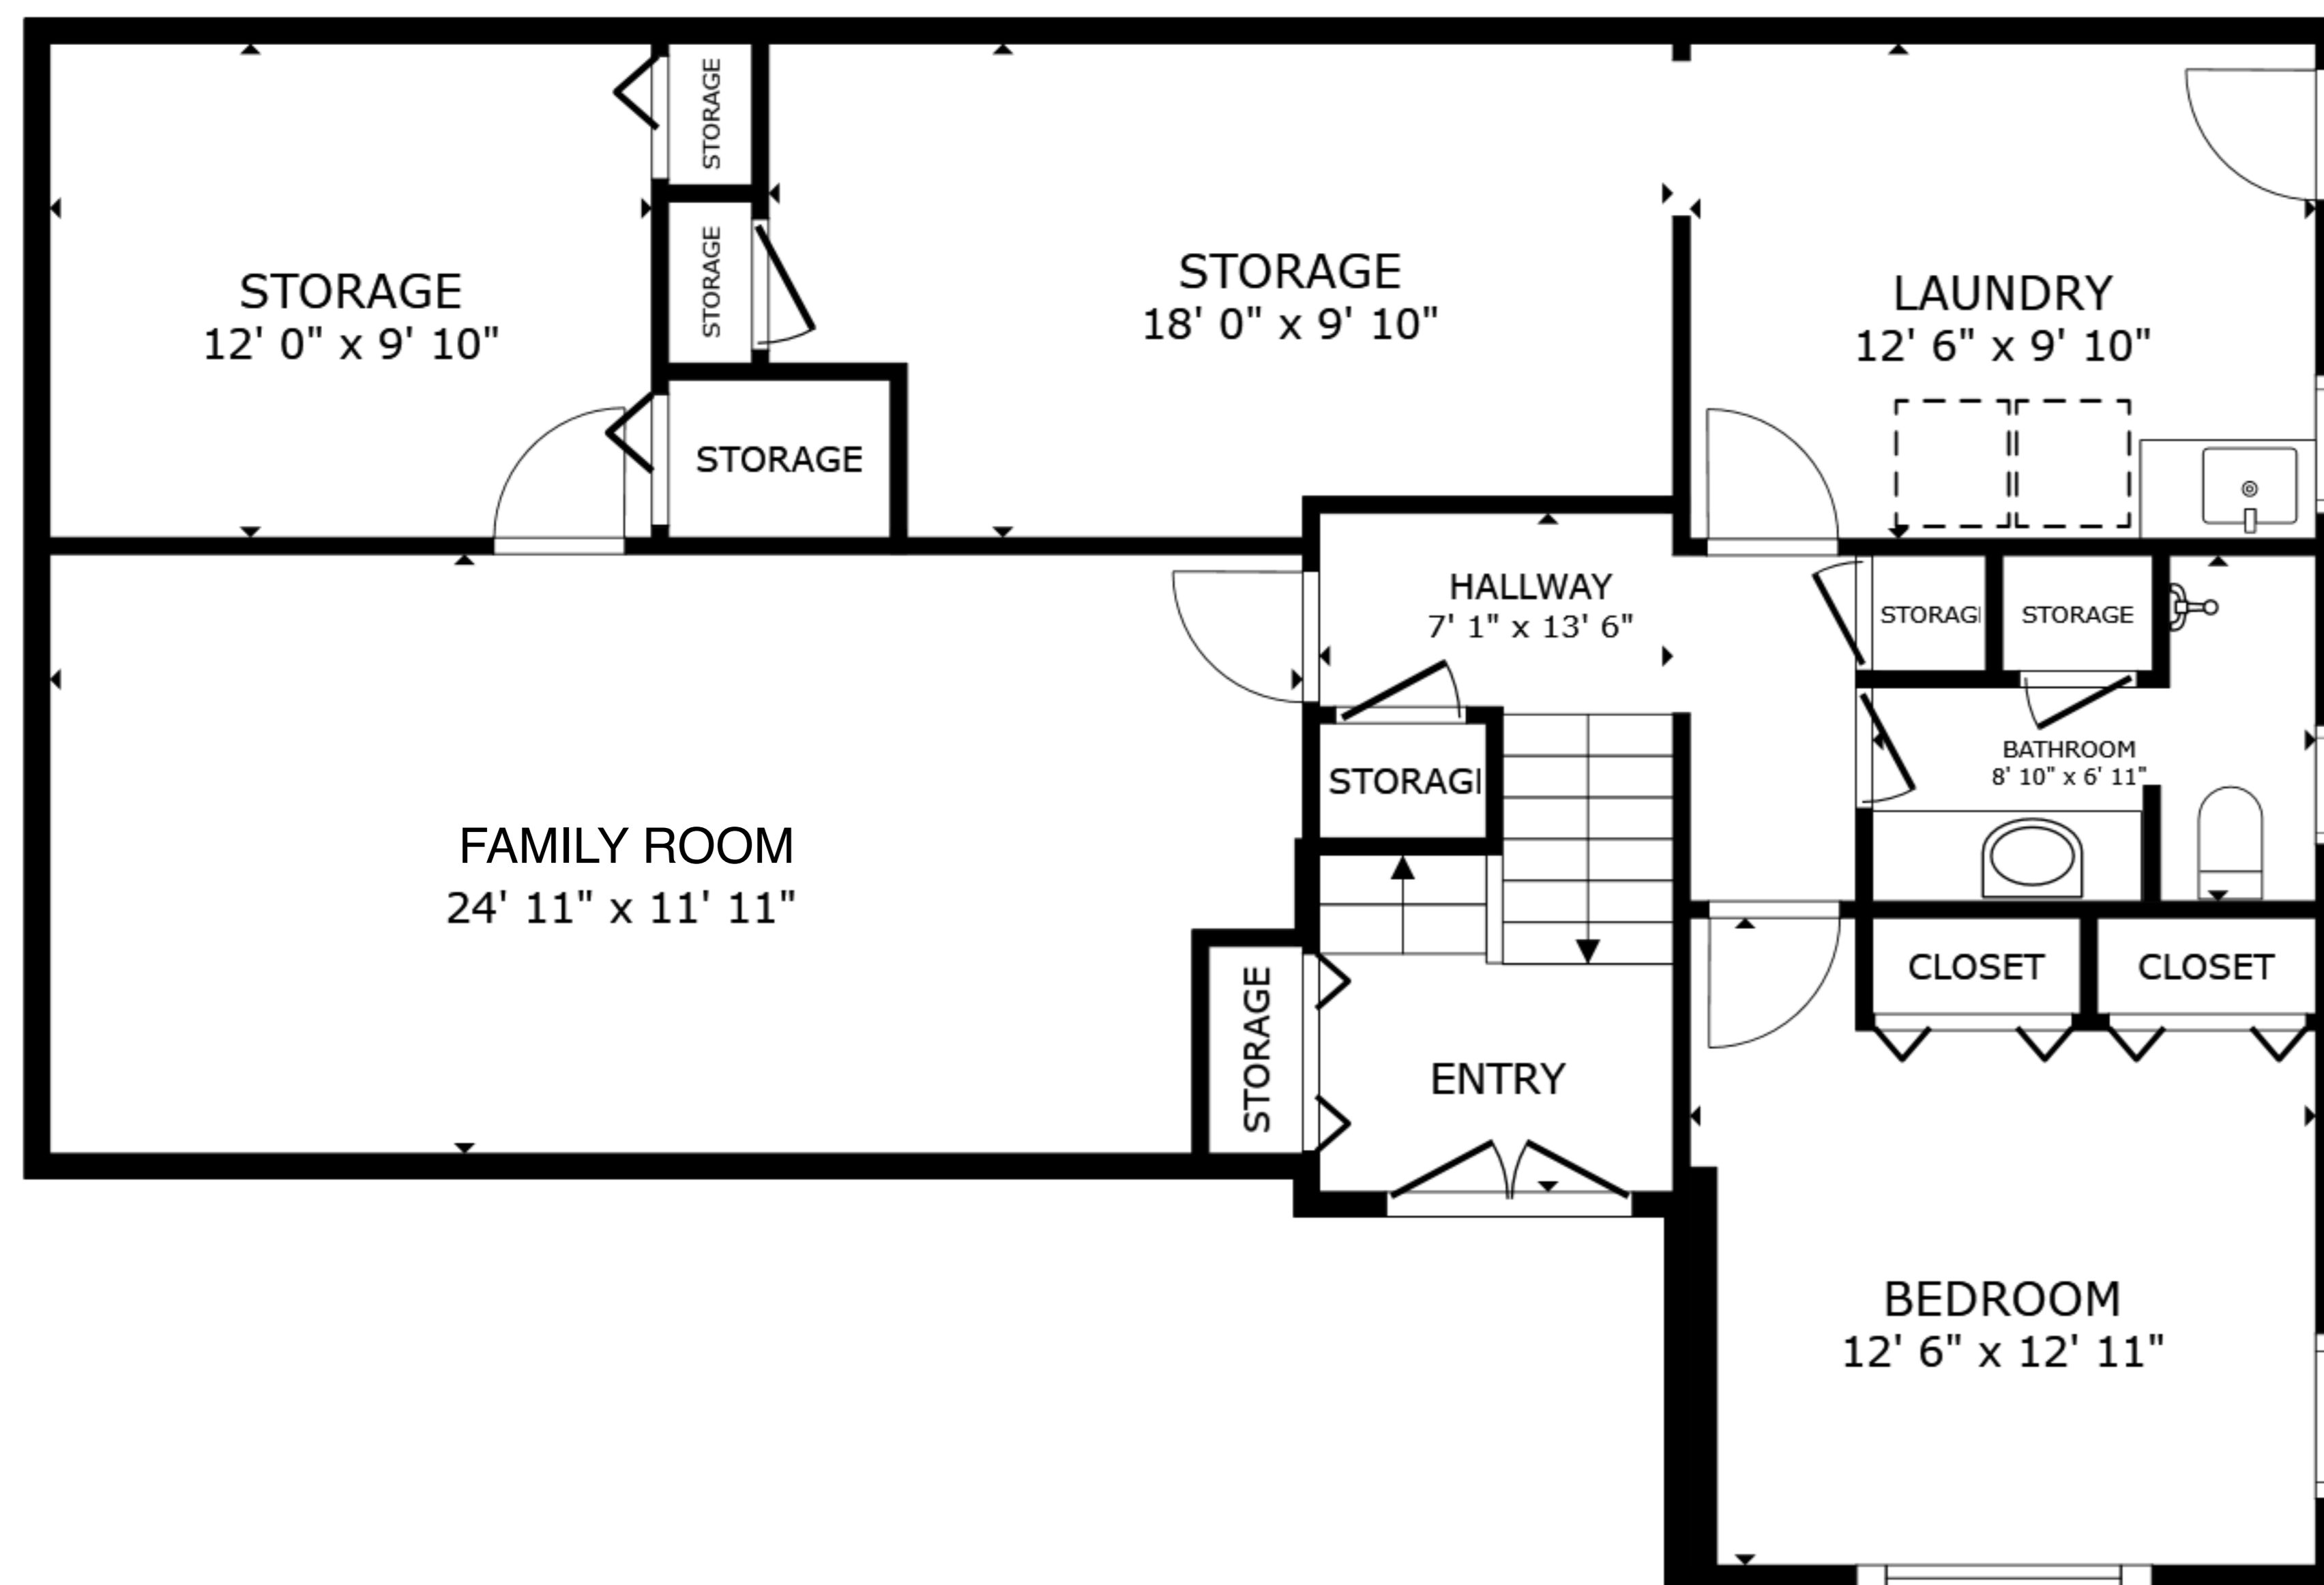 STORAGE
STORAGE
12' 0" x 9' 10"
STORAGE
STORAGE
STORAGE
18' 0" x 9' 10"
LAUNDRY
12' 6" x 9' 10"
STORAGE
HALLWAY
7' 1" x 13' 6"
STORAG
STORAGE
STORAG
BATHROOM
8' 10" x 6' 11"
FAMILY ROOM
24' 11" x 11' 11"
STORAGE
ENTRY
CLOSET
CLOSET
BEDROOM
12' 6" x 12' 11"